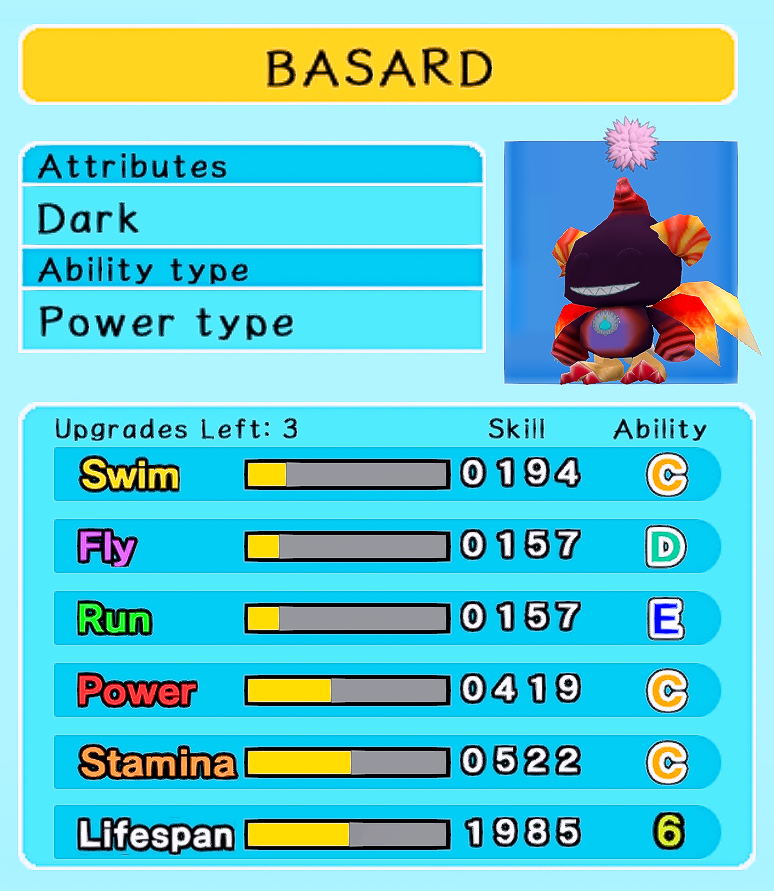 BASARD
Attributes
Dark
Ability type
Power type
Upgrades Left: 3 Skill Ability
Swim 0194 C
Fly 0157 D
Run 0157 E
Power 0419 C
Stamina 0522 C
Lifespan 1985 6